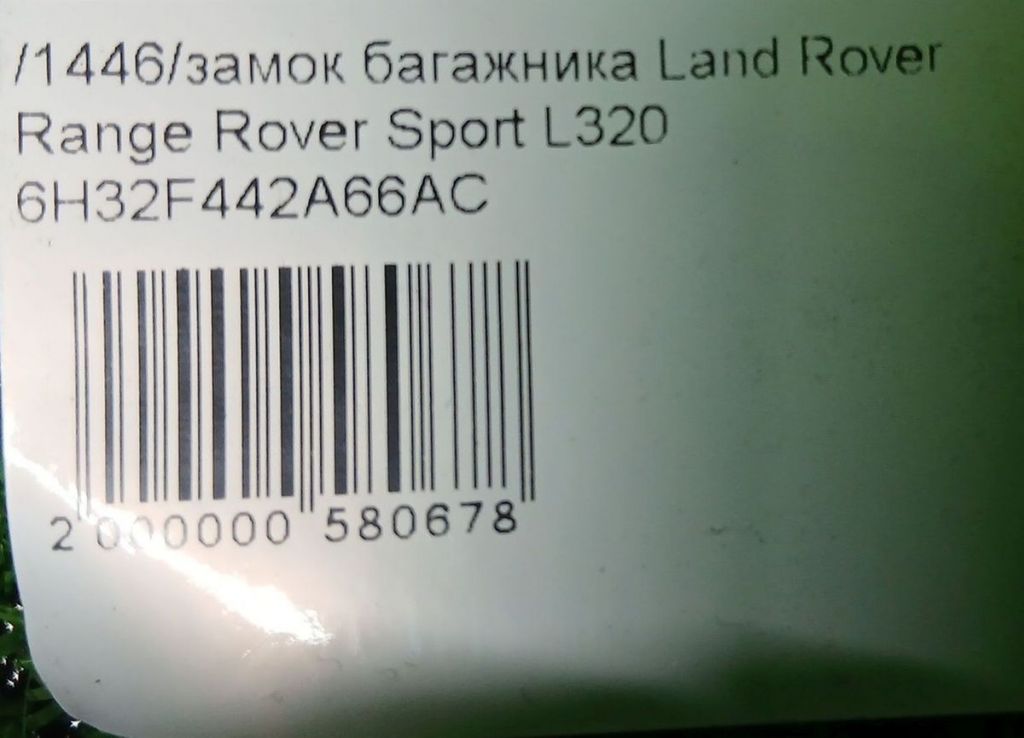 /1446/замок багажника Land Rover
Range Rover Sport L320
6H32F442A66AC
2 000000 580678